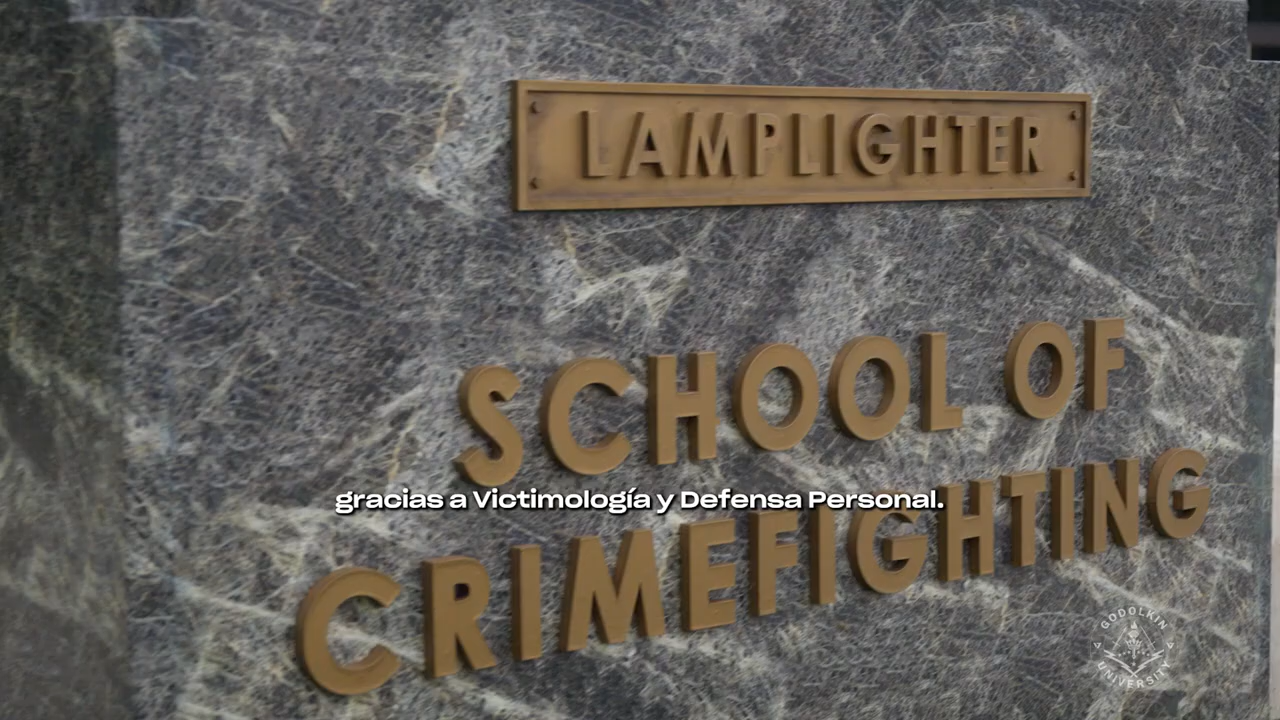 LAMPLIGHTER
SCHOOL OF
gracias a Victimología y Defensa Personal.
CRIMEFIGHTING
GODOLKIN
UNIVERSITY